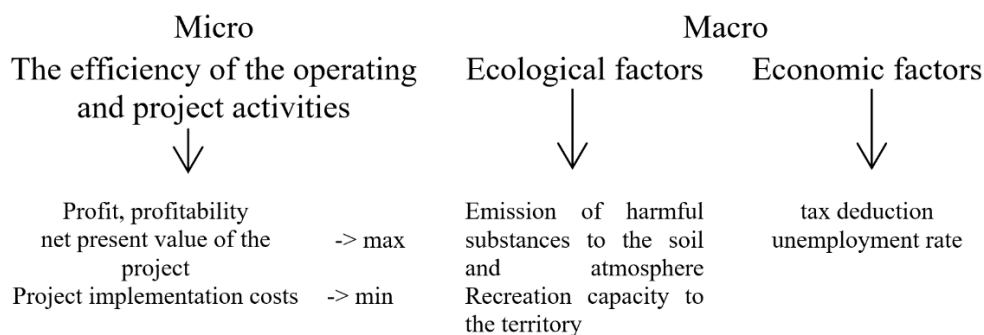 Micro
The efficiency of the operating
and project activities
Profit, profitability
net present value of the -> max
project
Project implementation costs -> min
Macro
Ecological factors
Emission of harmful
substances to the soil
and atmosphere
Recreation capacity to
the territory
Economic factors
tax deduction
unemployment rate